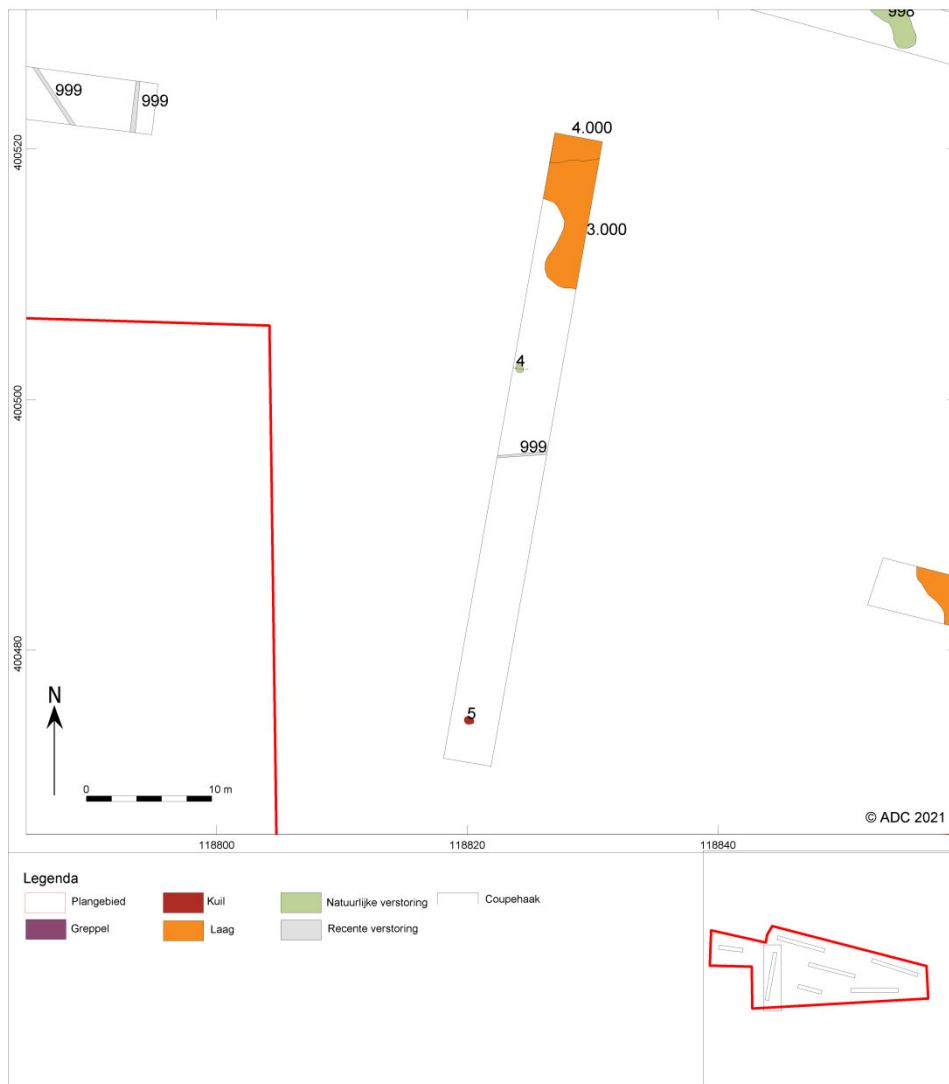 998
999
999
4.000
400520
3.000
4
400500
999
400480
5
N
0 10 m
© ADC 2021
118800 118820 118840
Legenda
Plangebied Kuil Natuurlijke verstoring Coupehaak
Greppel Laag Recente verstoring